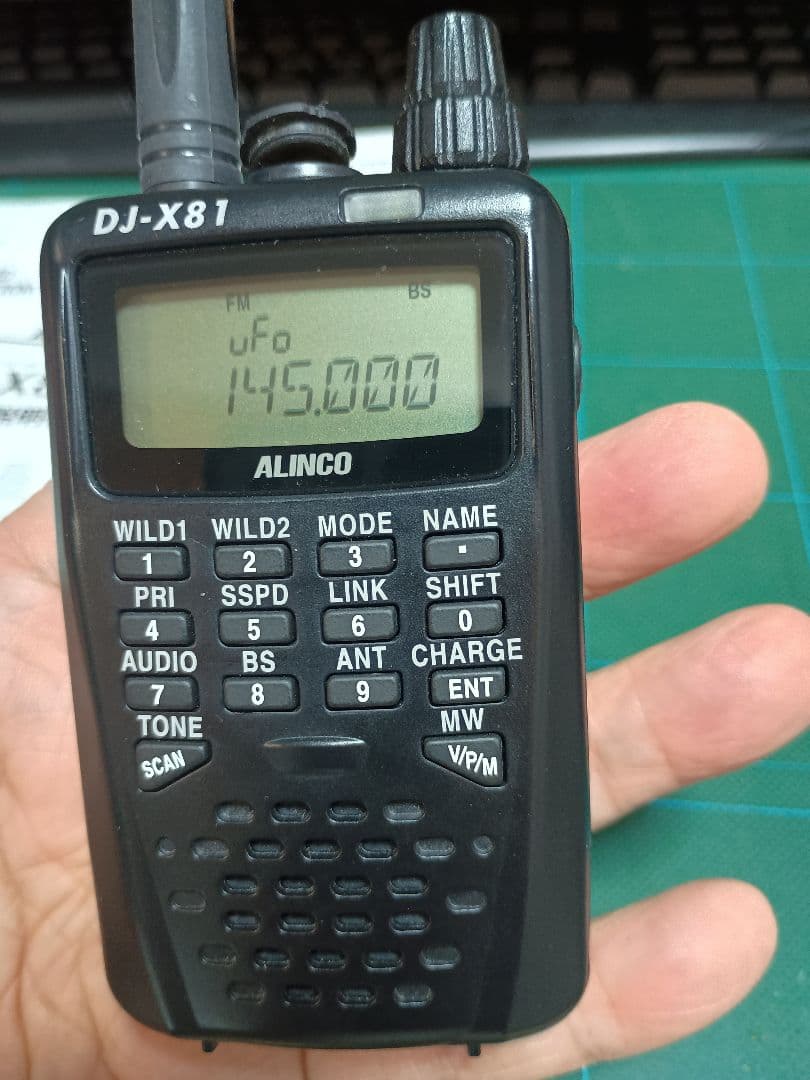 DJ-X81
FM BS
uFo
145.000
ALINCO
WILD1 WILD2 MODE NAME
1 2 3 .
PRI SSPD LINK SHIFT
4 5 6 0
AUDIO BS ANT CHARGE
7 8 9 ENT
TONE MW
SCAN V/P/M